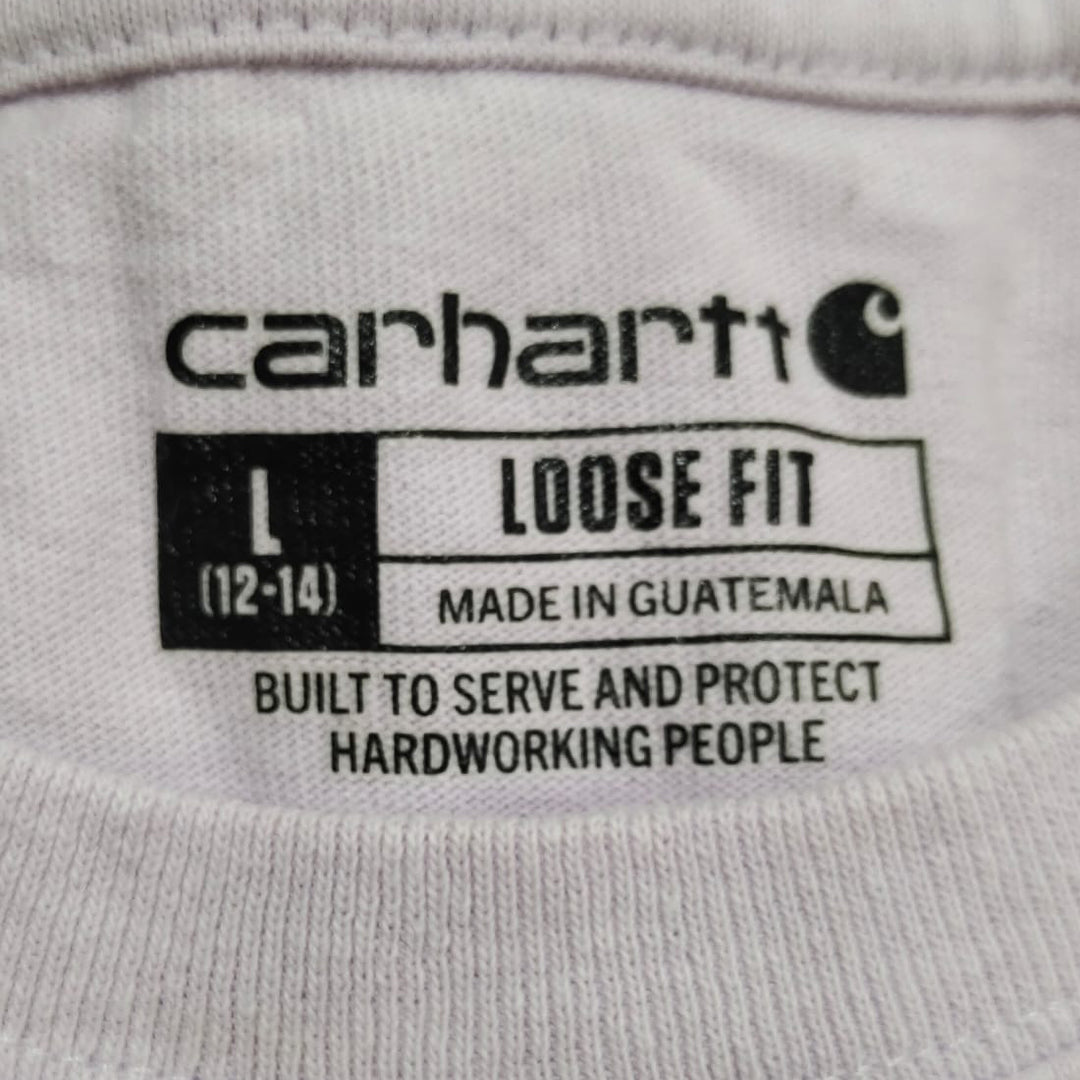 carhartt
L
(12-14)
LOOSE FIT
MADE IN GUATEMALA
BUILT TO SERVE AND PROTECT
HARDWORKING PEOPLE